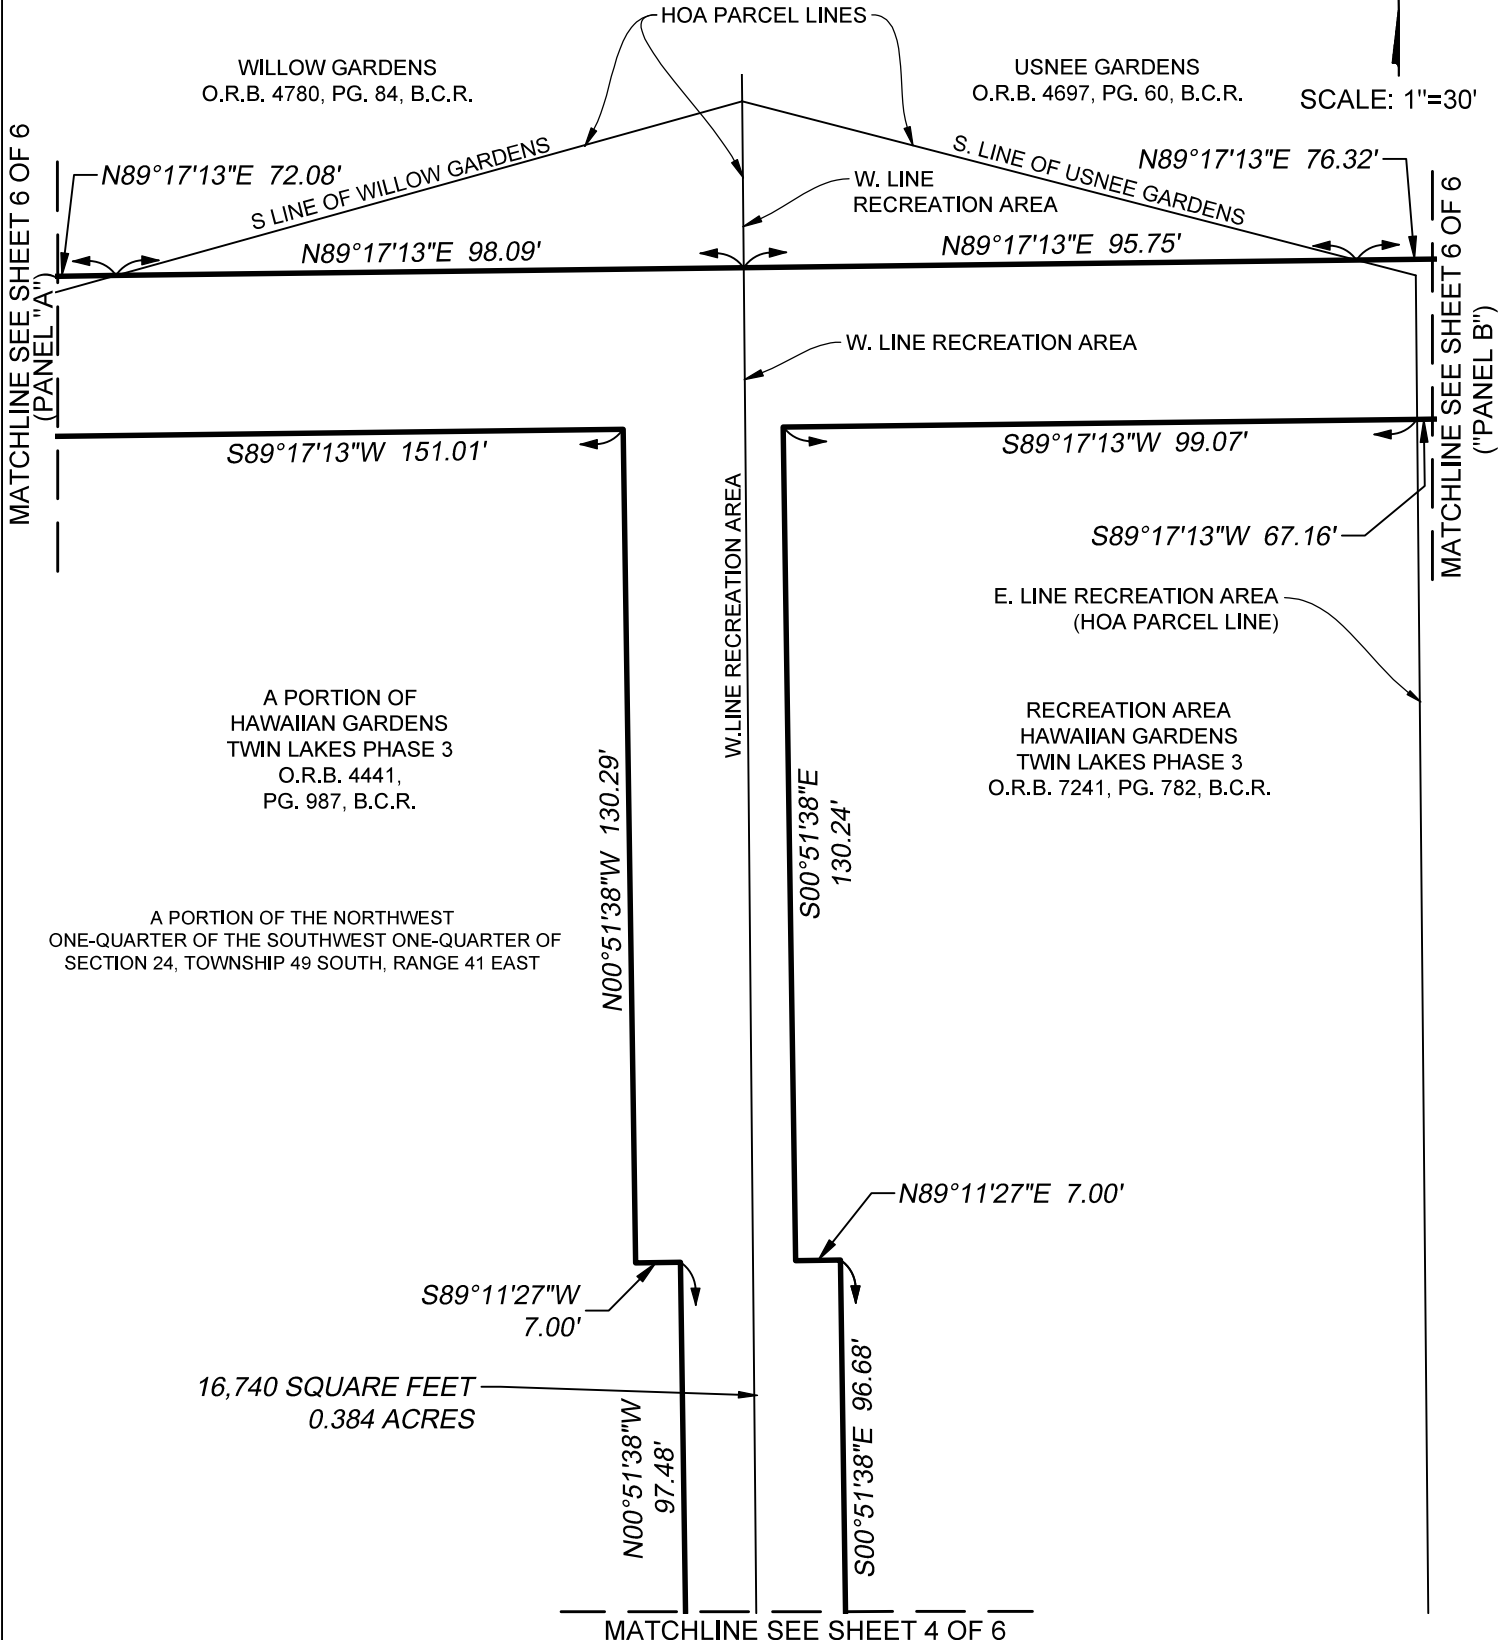 HOA PARCEL LINES
WILLOW GARDENS
O.R.B. 4780, PG. 84, B.C.R.
USNEE GARDENS
O.R.B. 4697, PG. 60, B.C.R.
SCALE: 1"=30'
MATCHLINE SEE SHEET 6 OF 6
(PANEL "A")
N89°17'13"E 72.08'
S LINE OF WILLOW GARDENS
S. LINE OF USNEE GARDENS
N89°17'13"E 76.32'
W. LINE
RECREATION AREA
N89°17'13"E 98.09'
N89°17'13"E 95.75'
MATCHLINE SEE SHEET 6 OF 6
("PANEL B")
W. LINE RECREATION AREA
S89°17'13"W 151.01'
S89°17'13"W 99.07'
W.LINE RECREATION AREA
S89°17'13"W 67.16'
E. LINE RECREATION AREA
(HOA PARCEL LINE)
A PORTION OF
HAWAIIAN GARDENS
TWIN LAKES PHASE 3
O.R.B. 4441,
PG. 987, B.C.R.
RECREATION AREA
HAWAIIAN GARDENS
TWIN LAKES PHASE 3
O.R.B. 7241, PG. 782, B.C.R.
N00°51'38"W 130.29'
S00°51'38"E
130.24'
A PORTION OF THE NORTHWEST
ONE-QUARTER OF THE SOUTHWEST ONE-QUARTER OF
SECTION 24, TOWNSHIP 49 SOUTH, RANGE 41 EAST
N89°11'27"E 7.00'
S89°11'27"W
7.00'
16,740 SQUARE FEET
0.384 ACRES
N00°51'38"W
97.48'
S00°51'38"E 96.68'
MATCHLINE SEE SHEET 4 OF 6